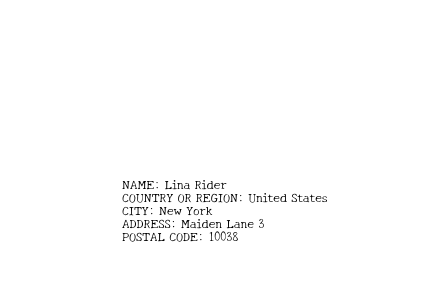 NAME: Lina Rider
COUNTRY OR REGION: United States
CITY: New York
ADDRESS: Maiden Lane 3
POSTAL CODE: 10038